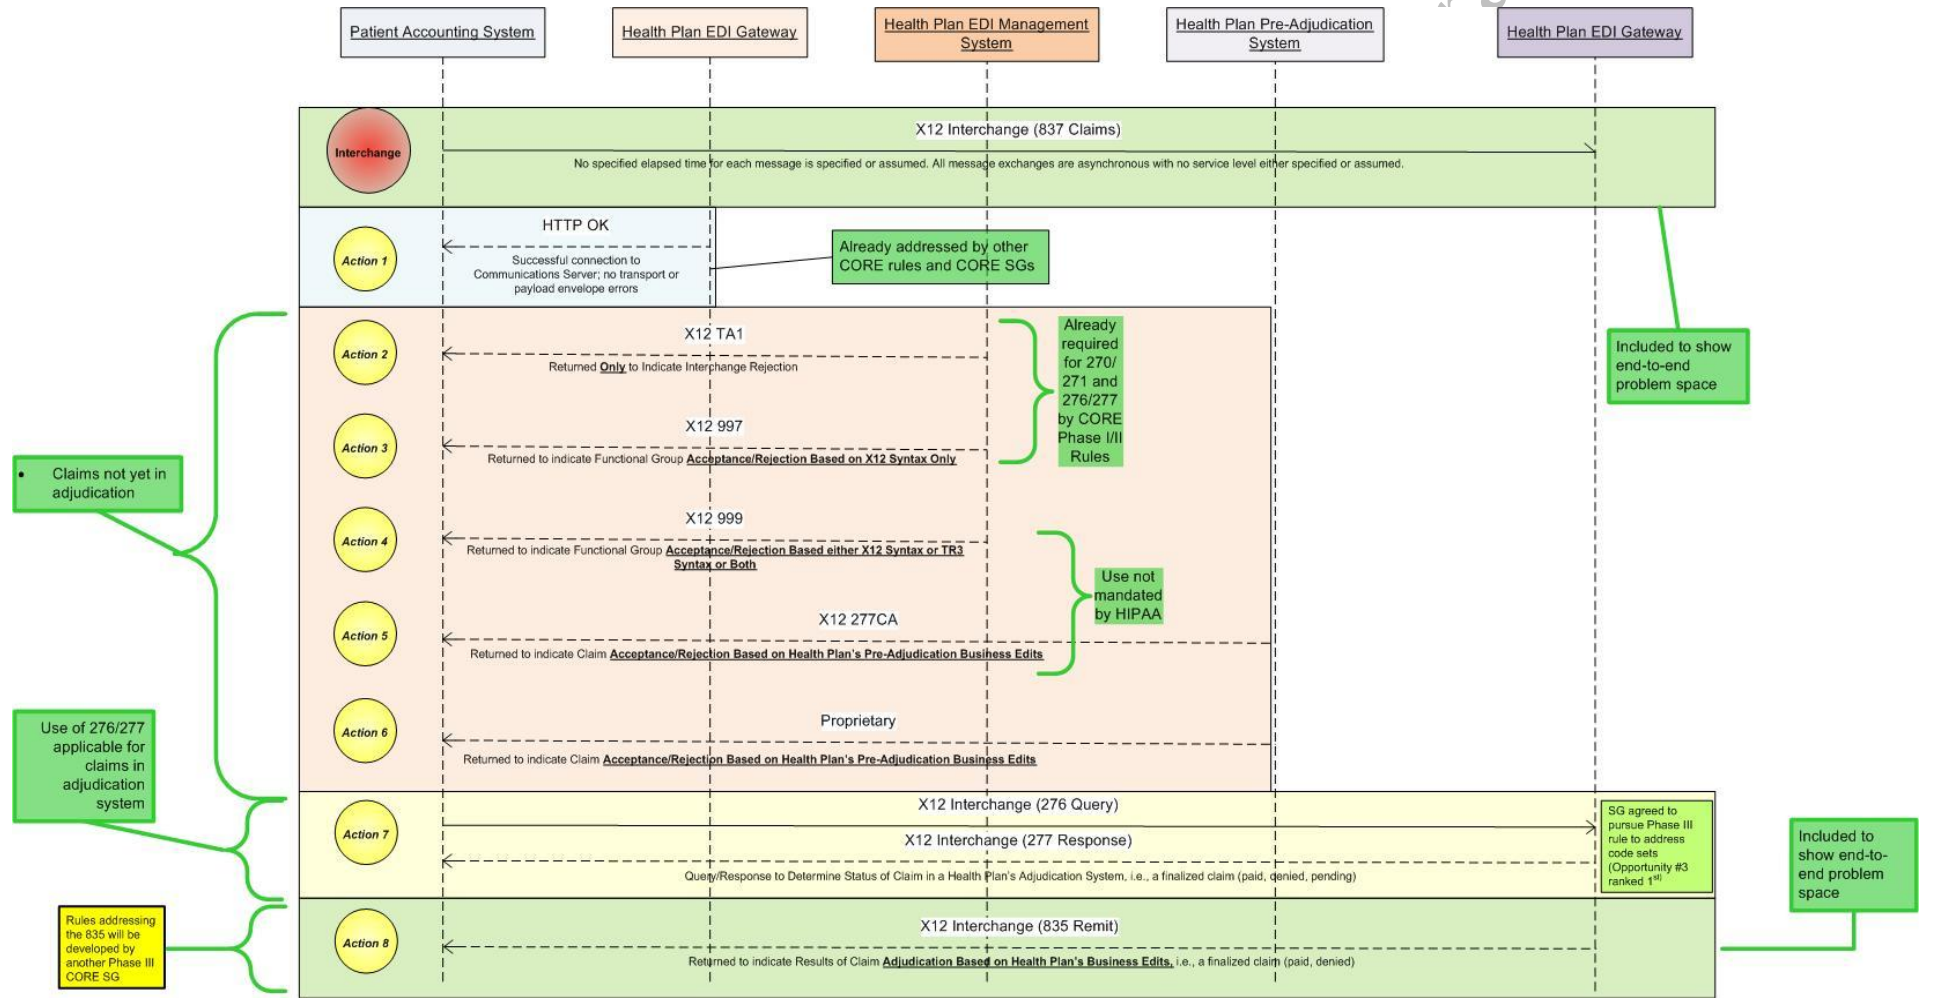 Patient Accounting System
Health Plan EDI Gateway
Health Plan EDI Management
System
Health Plan Pre-Adjudication
System
Health Plan EDI Gateway
Interchange
X12 Interchange (837 Claims)
No specified elapsed time for each message is specified or assumed. All message exchanges are asynchronous with no service level either specified or assumed.
Action 1
HTTP OK
Successful connection to
Communications Server; no transport or
payload envelope errors
Already addressed by other
CORE rules and CORE SGs
Action 2
X12 TA1
Returned Only to Indicate Interchange Rejection
Already
required
for 270/
271 and
276/277
by CORE
Phase I/II
Rules
Included to show
end-to-end
problem space
Action 3
X12 997
Returned to indicate Functional Group Acceptance/Rejection Based on X12 Syntax Only
• Claims not yet in
adjudication
Action 4
X12 999
Returned to indicate Functional Group Acceptance/Rejection Based either X12 Syntax or TR3
Syntax or Both
Use not
mandated
by HIPAA
Action 5
X12 277CA
Returned to indicate Claim Acceptance/Rejection Based on Health Plan's Pre-Adjudication Business Edits
Action 6
Proprietary
Returned to indicate Claim Acceptance/Rejection Based on Health Plan's Pre-Adjudication Business Edits
Use of 276/277
applicable for
claims in
adjudication
system
Action 7
X12 Interchange (276 Query)
X12 Interchange (277 Response)
Query/Response to Determine Status of Claim in a Health Plan's Adjudication System, i.e., a finalized claim (paid, denied, pending)
SG agreed to
pursue Phase III
rule to address
code sets
(Opportunity #3
ranked 1st)
Included to
show end-to-
end problem
space
Rules addressing
the 835 will be
developed by
another Phase III
CORE SG
Action 8
X12 Interchange (835 Remit)
Returned to indicate Results of Claim Adjudication Based on Health Plan's Business Edits, i.e., a finalized claim (paid, denied)